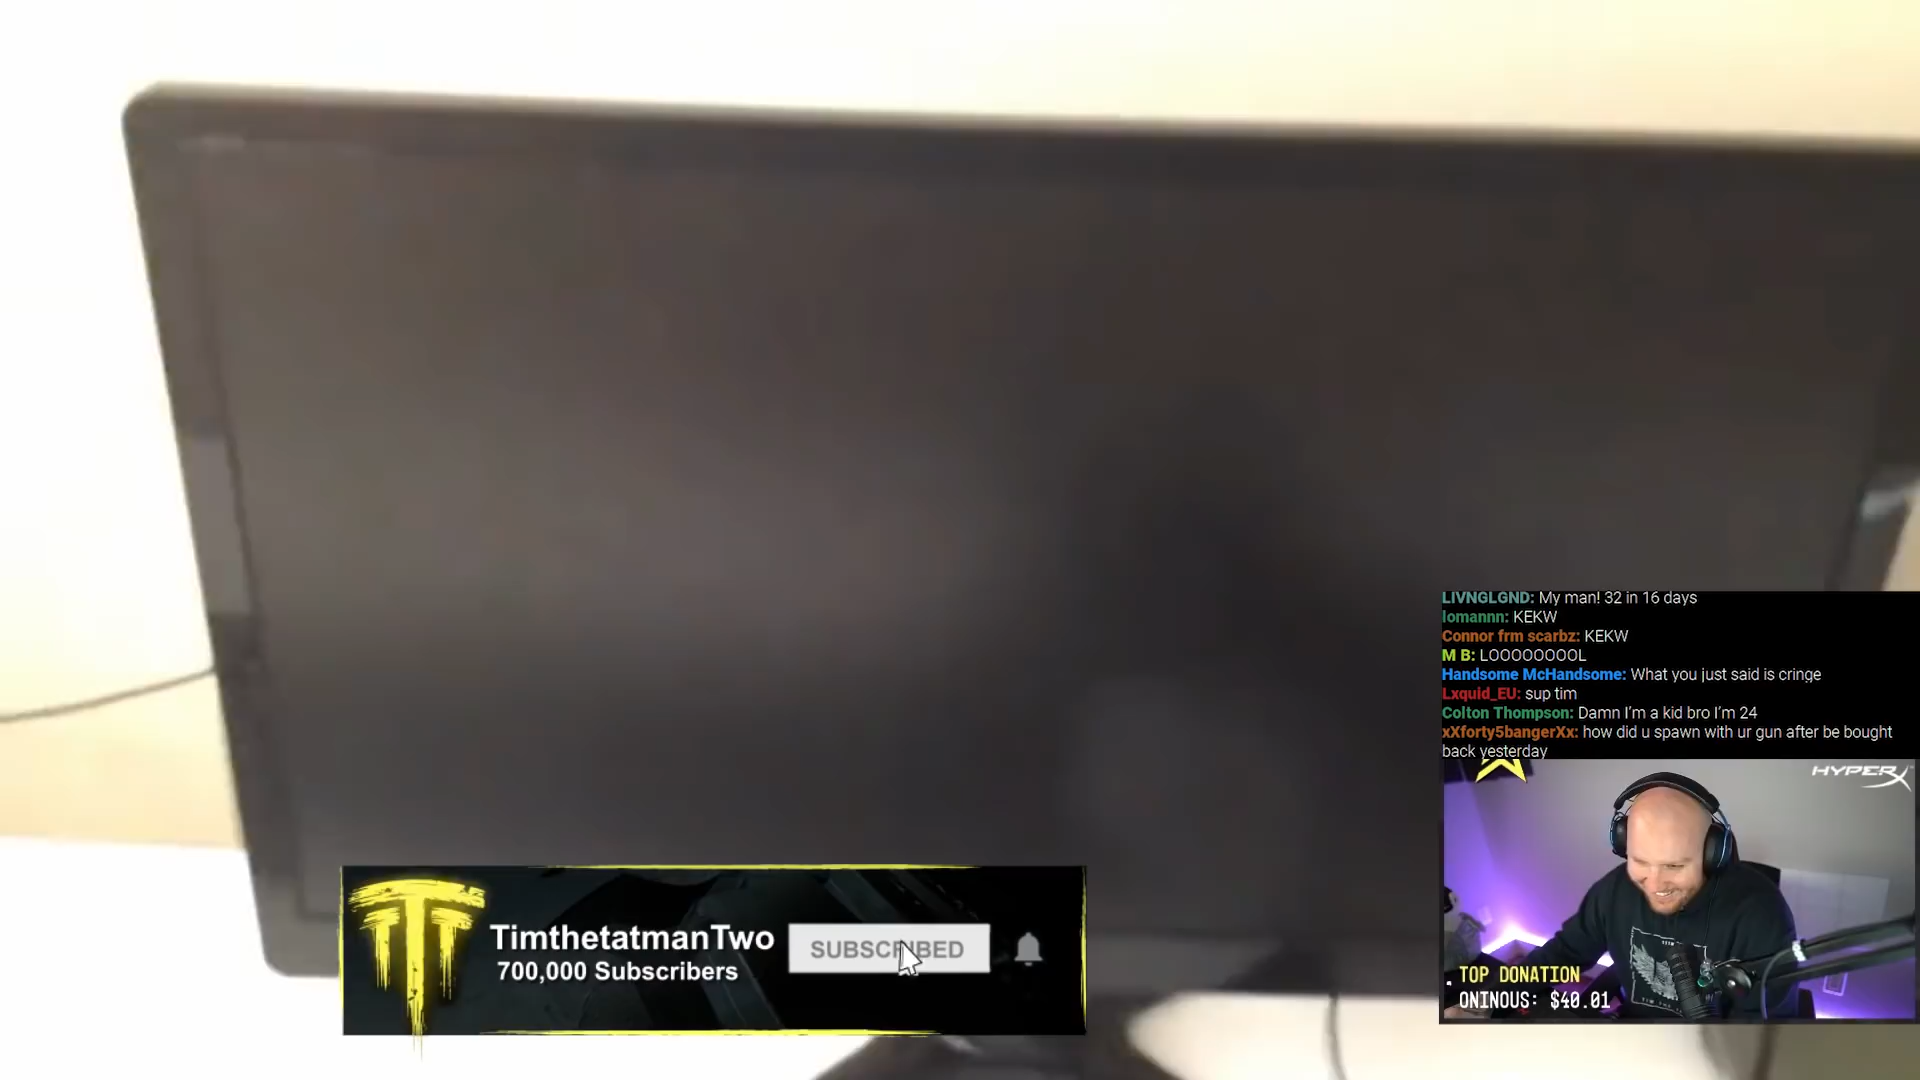 LIVNGLGND: My man! 32 in 16 days
lomannn: KEKW
Connor frm scarbz: KEKW
M B: LOOOOOOOOL
Handsome McHandsome: What you just said is cringe
Lxquid_EU: sup tim
Colton Thompson: Damn I'm a kid bro I'm 24
xXforty5bangerXx: how did u spawn with ur gun after be bought
back yesterday
HYPERX
TimthetatmanTwo
700,000 Subscribers
SUBSCRIBED
TOP DONATION
ONINOUS: $40.01